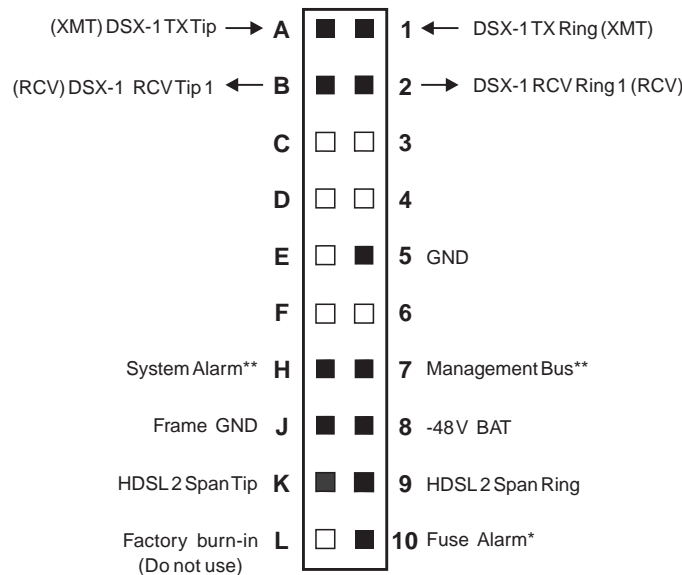 (XMT) DSX-1 TX Tip A 1 DSX-1 TX Ring (XMT)
(RCV) DSX-1 RCV Tip 1 B 2 DSX-1 RCV Ring 1 (RCV)
C 3
D 4
E 5 GND
F 6
System Alarm** H 7 Management Bus**
Frame GND J 8 -48V BAT
HDSL2 Span Tip K 9 HDSL2 Span Ring
Factory burn-in L 10 Fuse Alarm*
(Do not use)